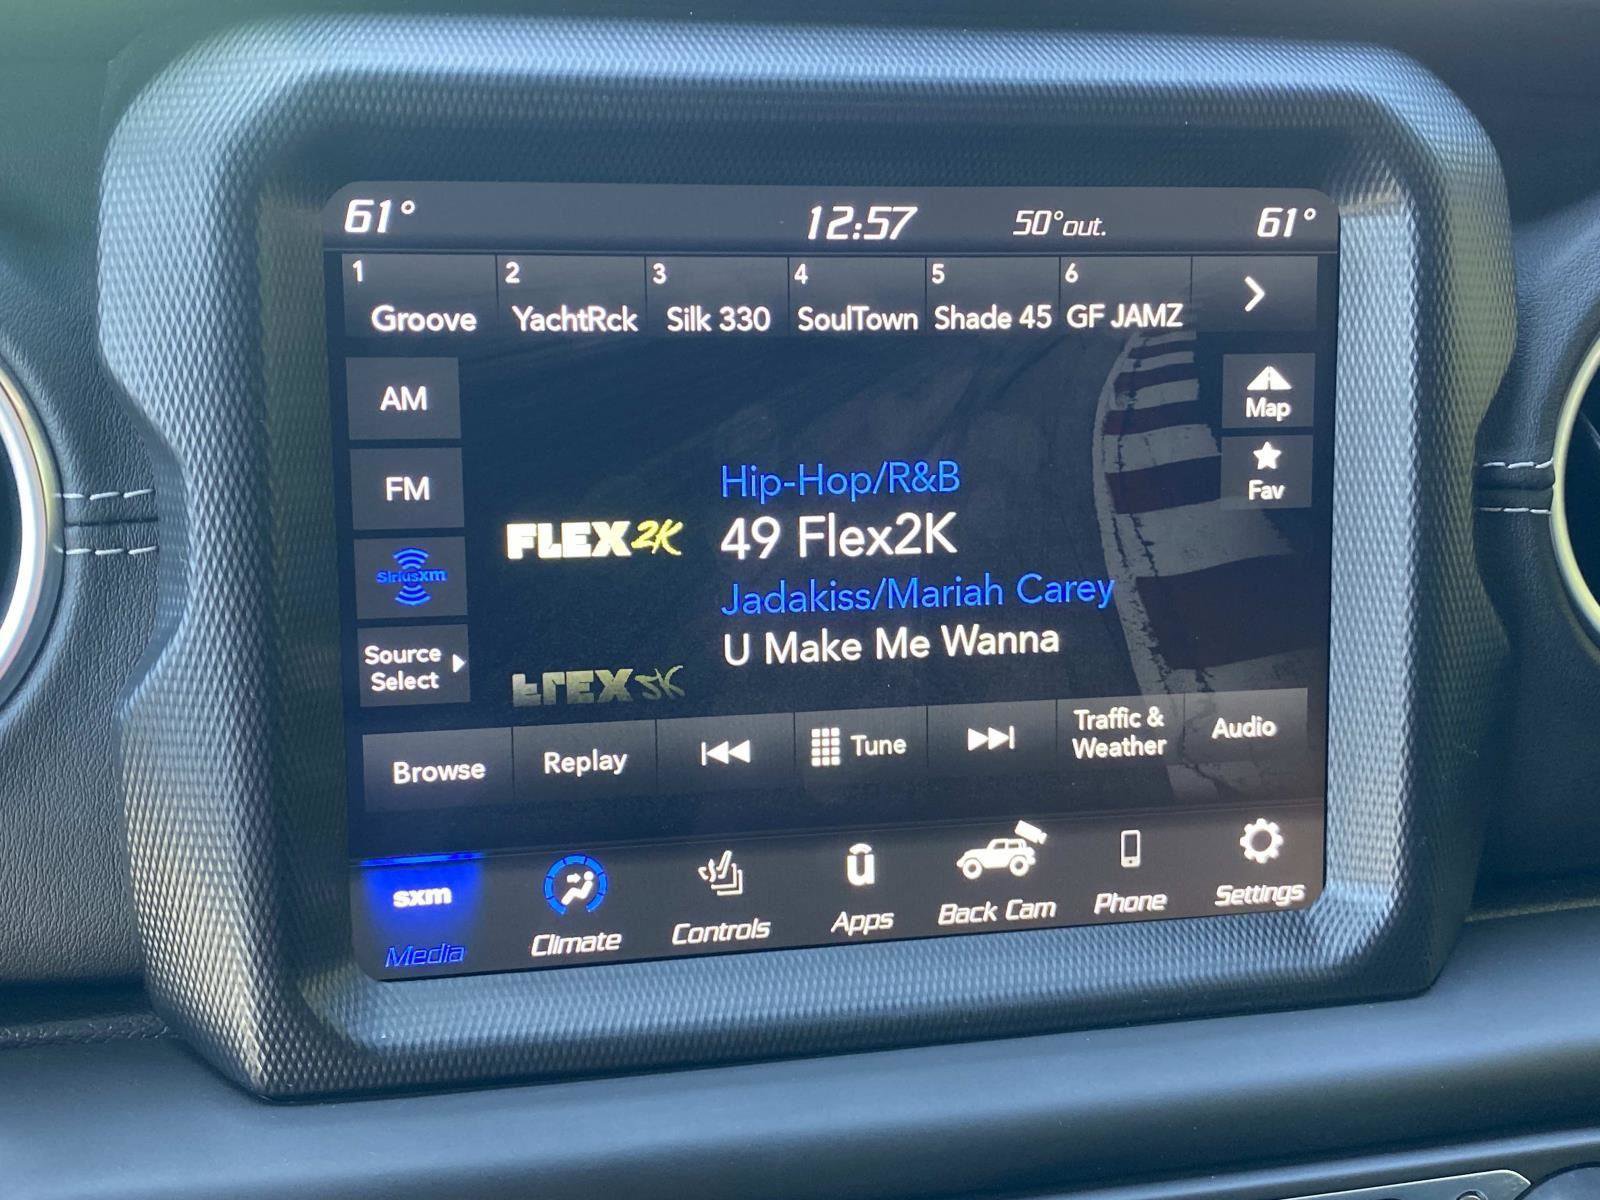 61°
12:57
50° out.
61°
1 Groove
2 YachtRck
3 Silk 330
4 SoulTown
5 Shade 45
6 GF JAMZ
AM
FM
SiriusXM
Source
Select
Map
Fav
FLEX2K
Hip-Hop/R&B
49 Flex2K
Jadakiss/Mariah Carey
U Make Me Wanna
FLEX2K
Browse
Replay
Tune
Traffic &
Weather
Audio
sxm
Media
Climate
Controls
u
Apps
Back Cam
Phone
Settings